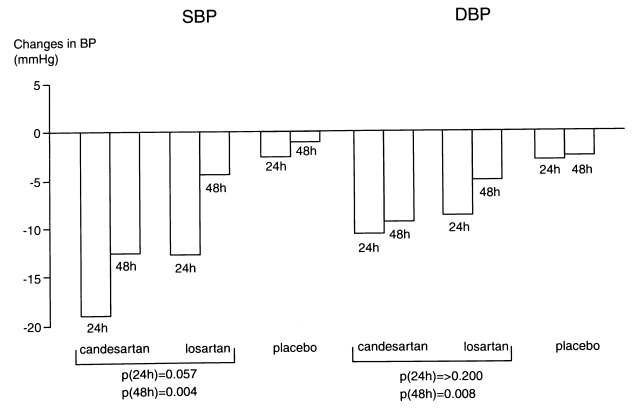 SBP DBP
Changes in BP
(mmHg)
5
0
-5
-10
-15
-20
24h 48h 24h 48h 24h 48h 24h 48h 24h 48h 24h 48h
candesartan losartan placebo candesartan losartan placebo
p(24h)=0.057 p(24h)=>0.200
p(48h)=0.004 p(48h)=0.008